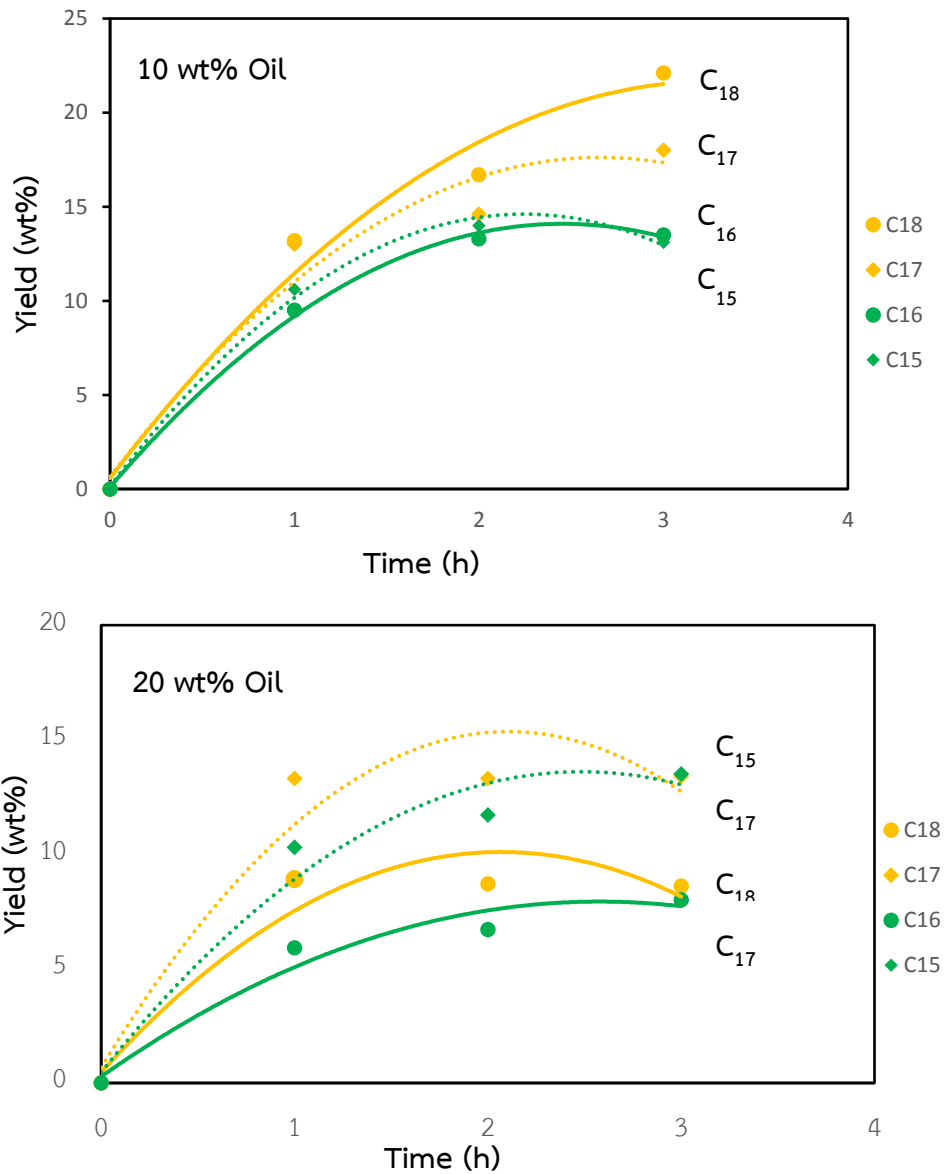 25
20
15
10
5
0
Yield (wt%)
10 wt% Oil
C₁₈
C₁₇
C₁₆
C₁₅
C18
C17
C16
C15
0 1 2 3 4
Time (h)
20
15
10
5
0
Yield (wt%)
20 wt% Oil
C₁₅
C₁₇
C₁₈
C₁₇
C18
C17
C16
C15
0 1 2 3 4
Time (h)